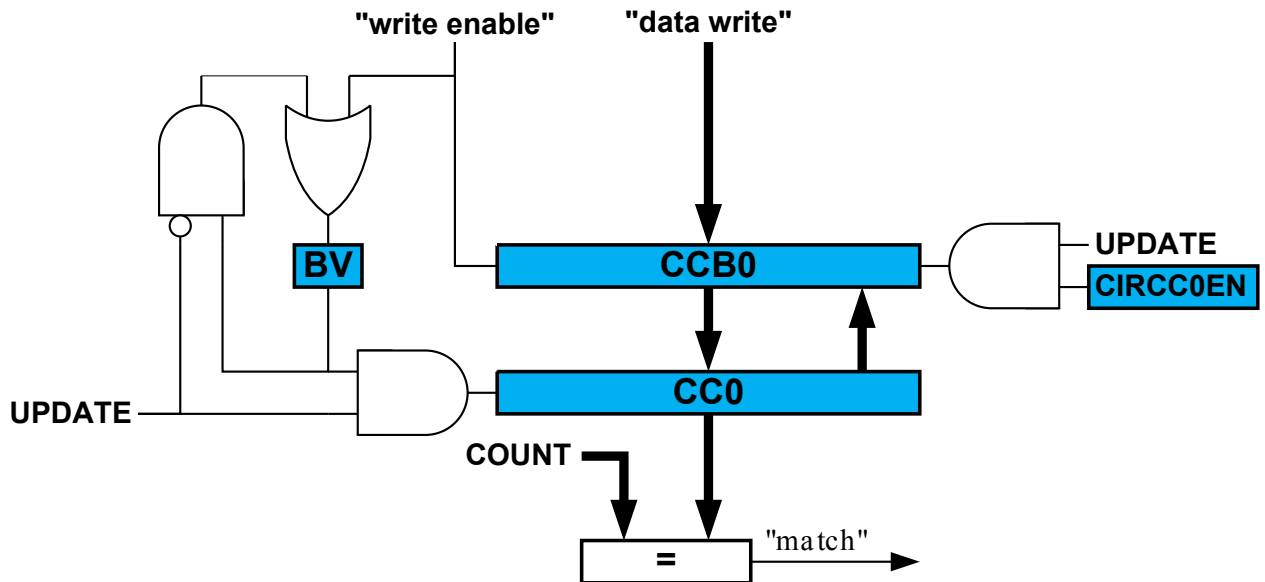 "write enable"
"data write"
BV
CCB0
UPDATE
CIRCC0EN
CC0
UPDATE
COUNT
=
"match"